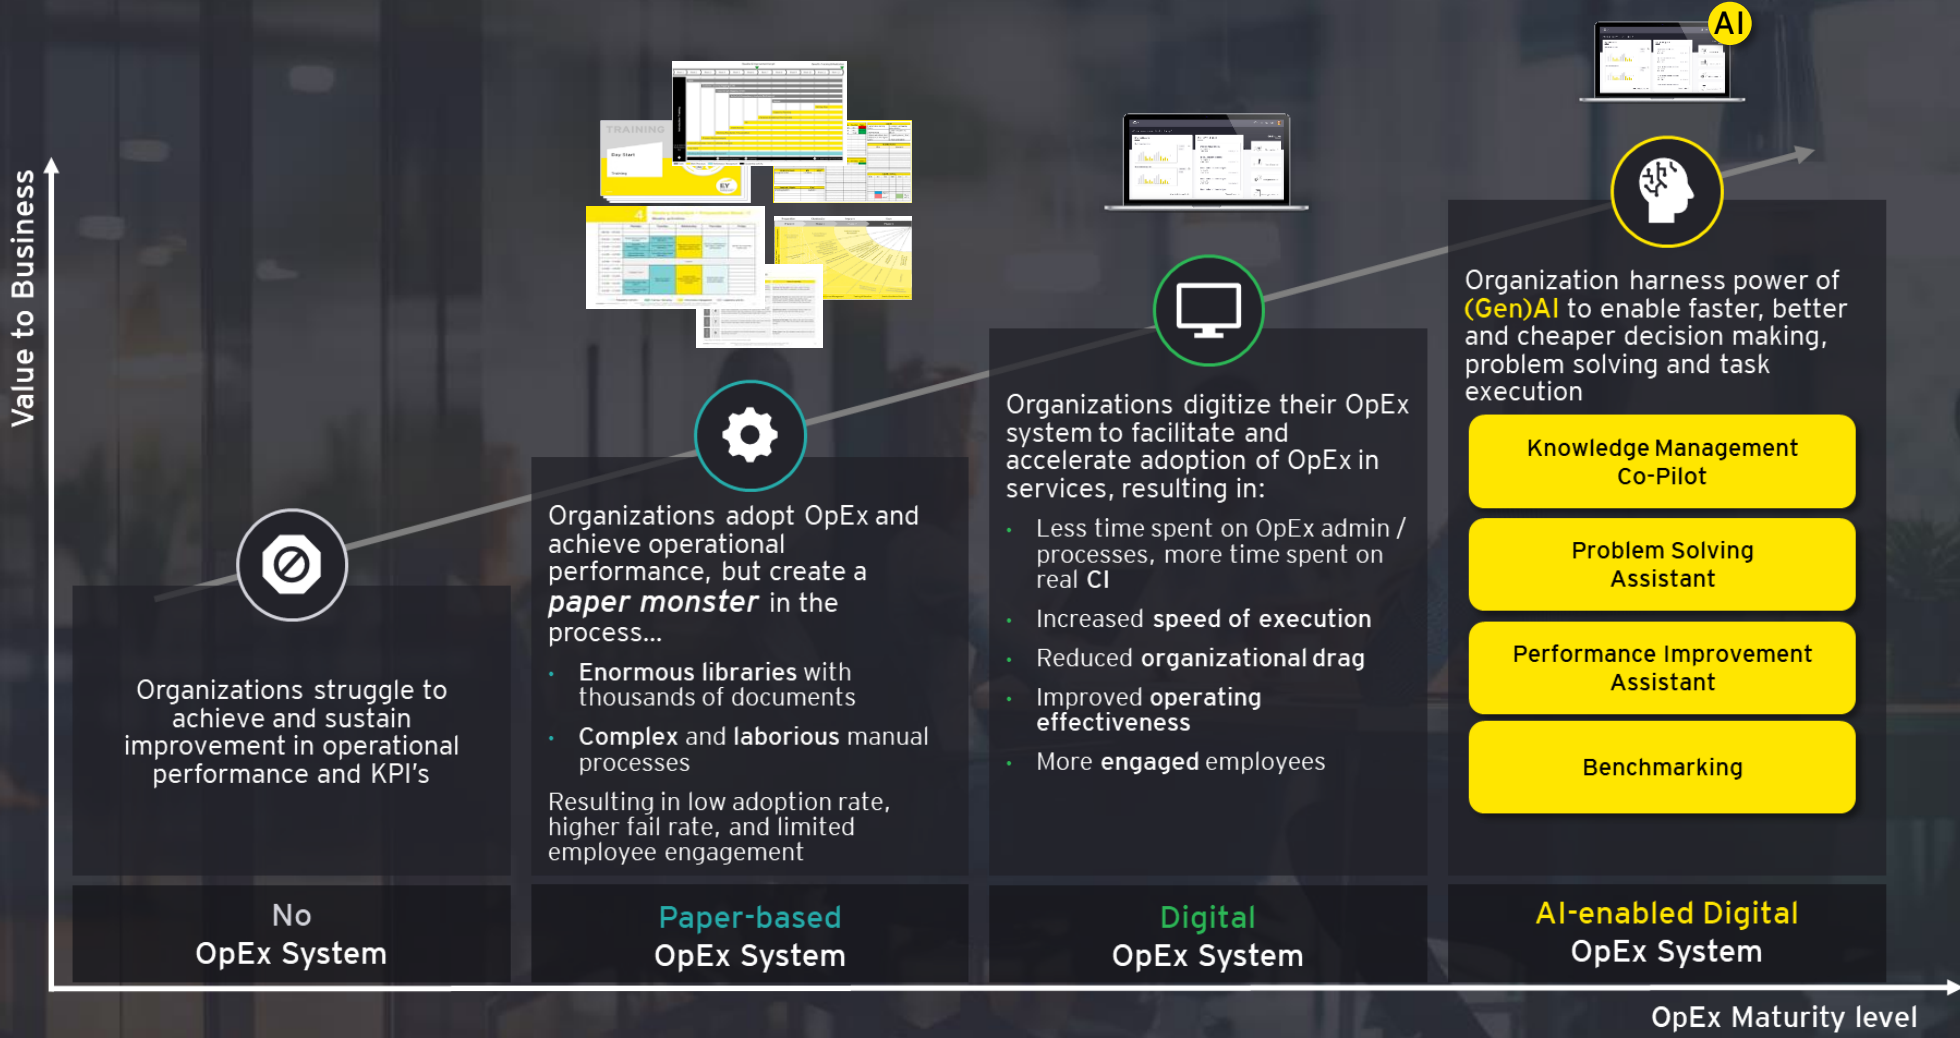 AI
TRAINING
Day Start
Training
EY
4
Value to Business
Organizations struggle to
achieve and sustain
improvement in operational
performance and KPI's
No
OpEx System
Organizations adopt OpEx and
achieve operational
performance, but create a
paper monster in the
process...
• Enormous libraries with
thousands of documents
• Complex and laborious manual
processes
Resulting in low adoption rate,
higher fail rate, and limited
employee engagement
Paper-based
OpEx System
Organizations digitize their OpEx
system to facilitate and
accelerate adoption of OpEx in
services, resulting in:
• Less time spent on OpEx admin /
processes, more time spent on
real CI
• Increased speed of execution
• Reduced organizational drag
• Improved operating
effectiveness
• More engaged employees
Digital
OpEx System
Organization harness power of
(Gen)AI to enable faster, better
and cheaper decision making,
problem solving and task
execution
Knowledge Management
Co-Pilot
Problem Solving
Assistant
Performance Improvement
Assistant
Benchmarking
AI-enabled Digital
OpEx System
OpEx Maturity level